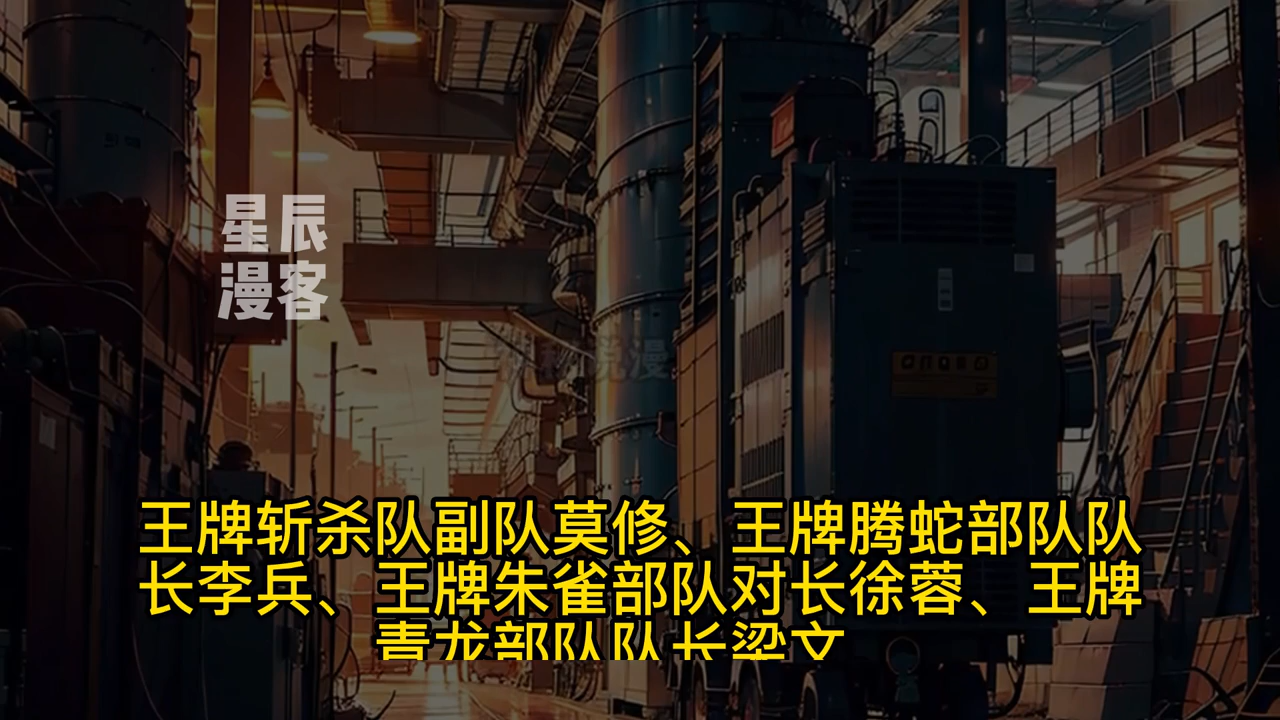 星辰
漫客
王牌斩杀队副队莫修、王牌腾蛇部队队
长李兵、王牌朱雀部队对长徐蓉、王牌
青龙部队队长梁文